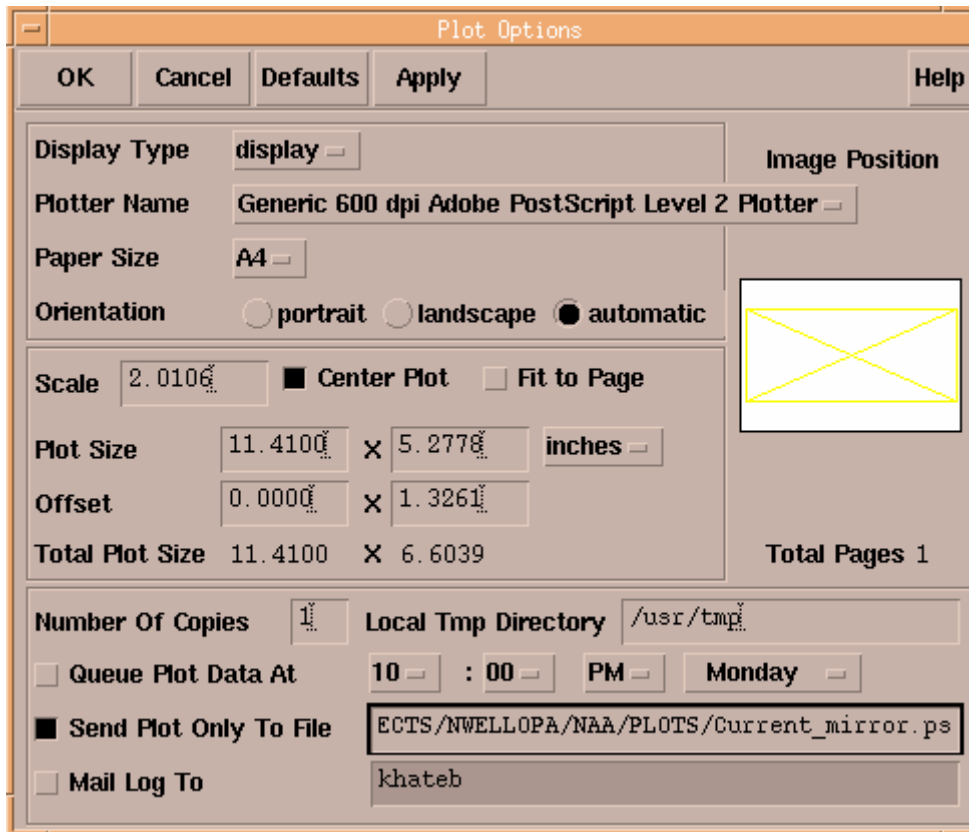 Plot Options
OK Cancel Defaults Apply Help
Display Type display
Image Position
Plotter Name Generic 600 dpi Adobe PostScript Level 2 Plotter
Paper Size A4
Orientation portrait landscape automatic
Scale 2.0106 Center Plot Fit to Page
Plot Size 11.4100 X 5.2778 inches
Offset 0.0000 X 1.3261
Total Plot Size 11.4100 X 6.6039
Total Pages 1
Number Of Copies 1 Local Tmp Directory /usr/tmp
Queue Plot Data At 10 : 00 PM Monday
Send Plot Only To File ECTS/NWELLOPA/NAA/PLOTS/Current_mirror.ps
Mail Log To khateb